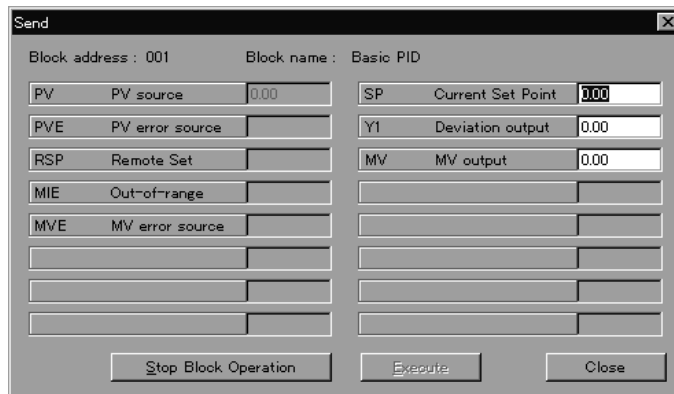 Send
Block address : 001 Block name : Basic PID
PV PV source 0.00 SP Current Set Point 0.00
PVE PV error source Y1 Deviation output 0.00
RSP Remote Set MV MV output 0.00
MIE Out-of-range
MVE MV error source
Stop Block Operation Execute Close